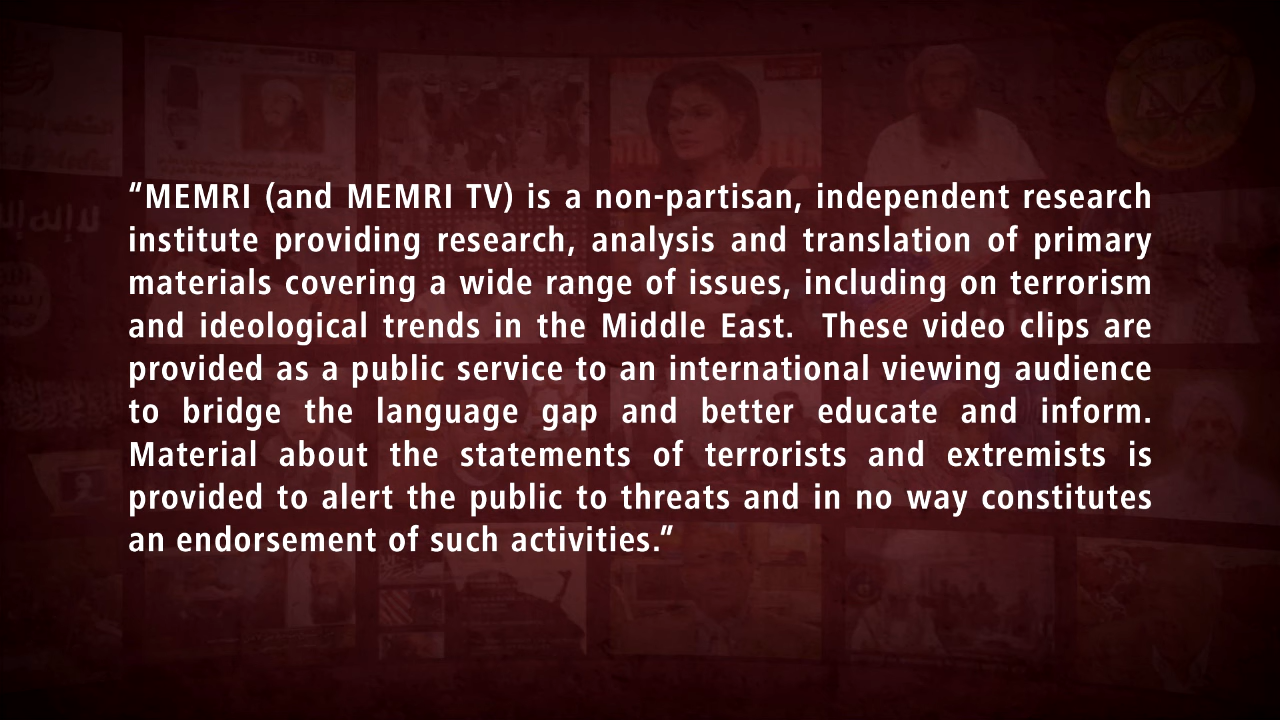 “MEMRI (and MEMRI TV) is a non-partisan, independent research
institute providing research, analysis and translation of primary
materials covering a wide range of issues, including on terrorism
and ideological trends in the Middle East.  These video clips are
provided as a public service to an international viewing audience
to bridge the language gap and better educate and inform.
Material about the statements of terrorists and extremists is
provided to alert the public to threats and in no way constitutes
an endorsement of such activities.”